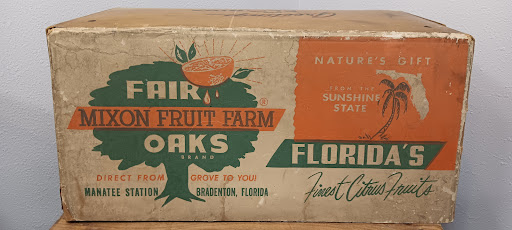 FAIR
MIXON FRUIT FARM ®
OAKS
BRAND
DIRECT FROM GROVE TO YOU!
MANATEE STATION BRADENTON, FLORIDA
NATURE'S GIFT
FROM THE
SUNSHINE
STATE
FLORIDA'S
Finest Citrus Fruits